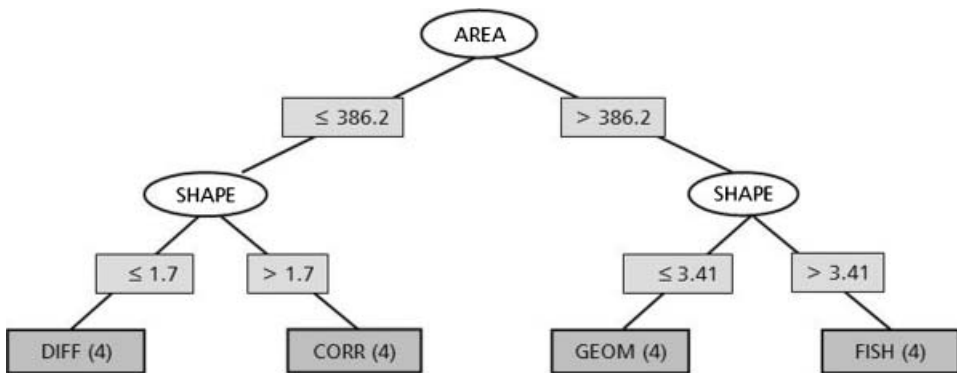 AREA
≤ 386.2
> 386.2
SHAPE
SHAPE
≤ 1.7
> 1.7
≤ 3.41
> 3.41
DIFF (4)
CORR (4)
GEOM (4)
FISH (4)